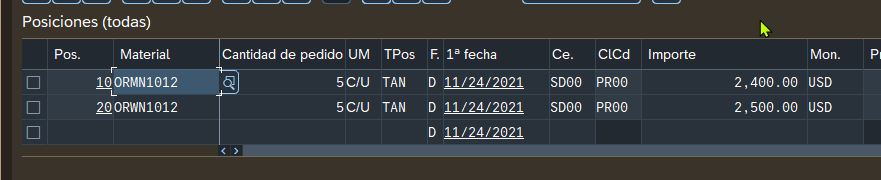 Posiciones (todas)
Pos. Material Cantidad de pedido UM TPos F. 1ª fecha Ce. ClCd Importe Mon.
10 ORMN1012 5 C/U TAN D 11/24/2021 SD00 PR00 2,400.00 USD
20 ORWN1012 5 C/U TAN D 11/24/2021 SD00 PR00 2,500.00 USD
D 11/24/2021